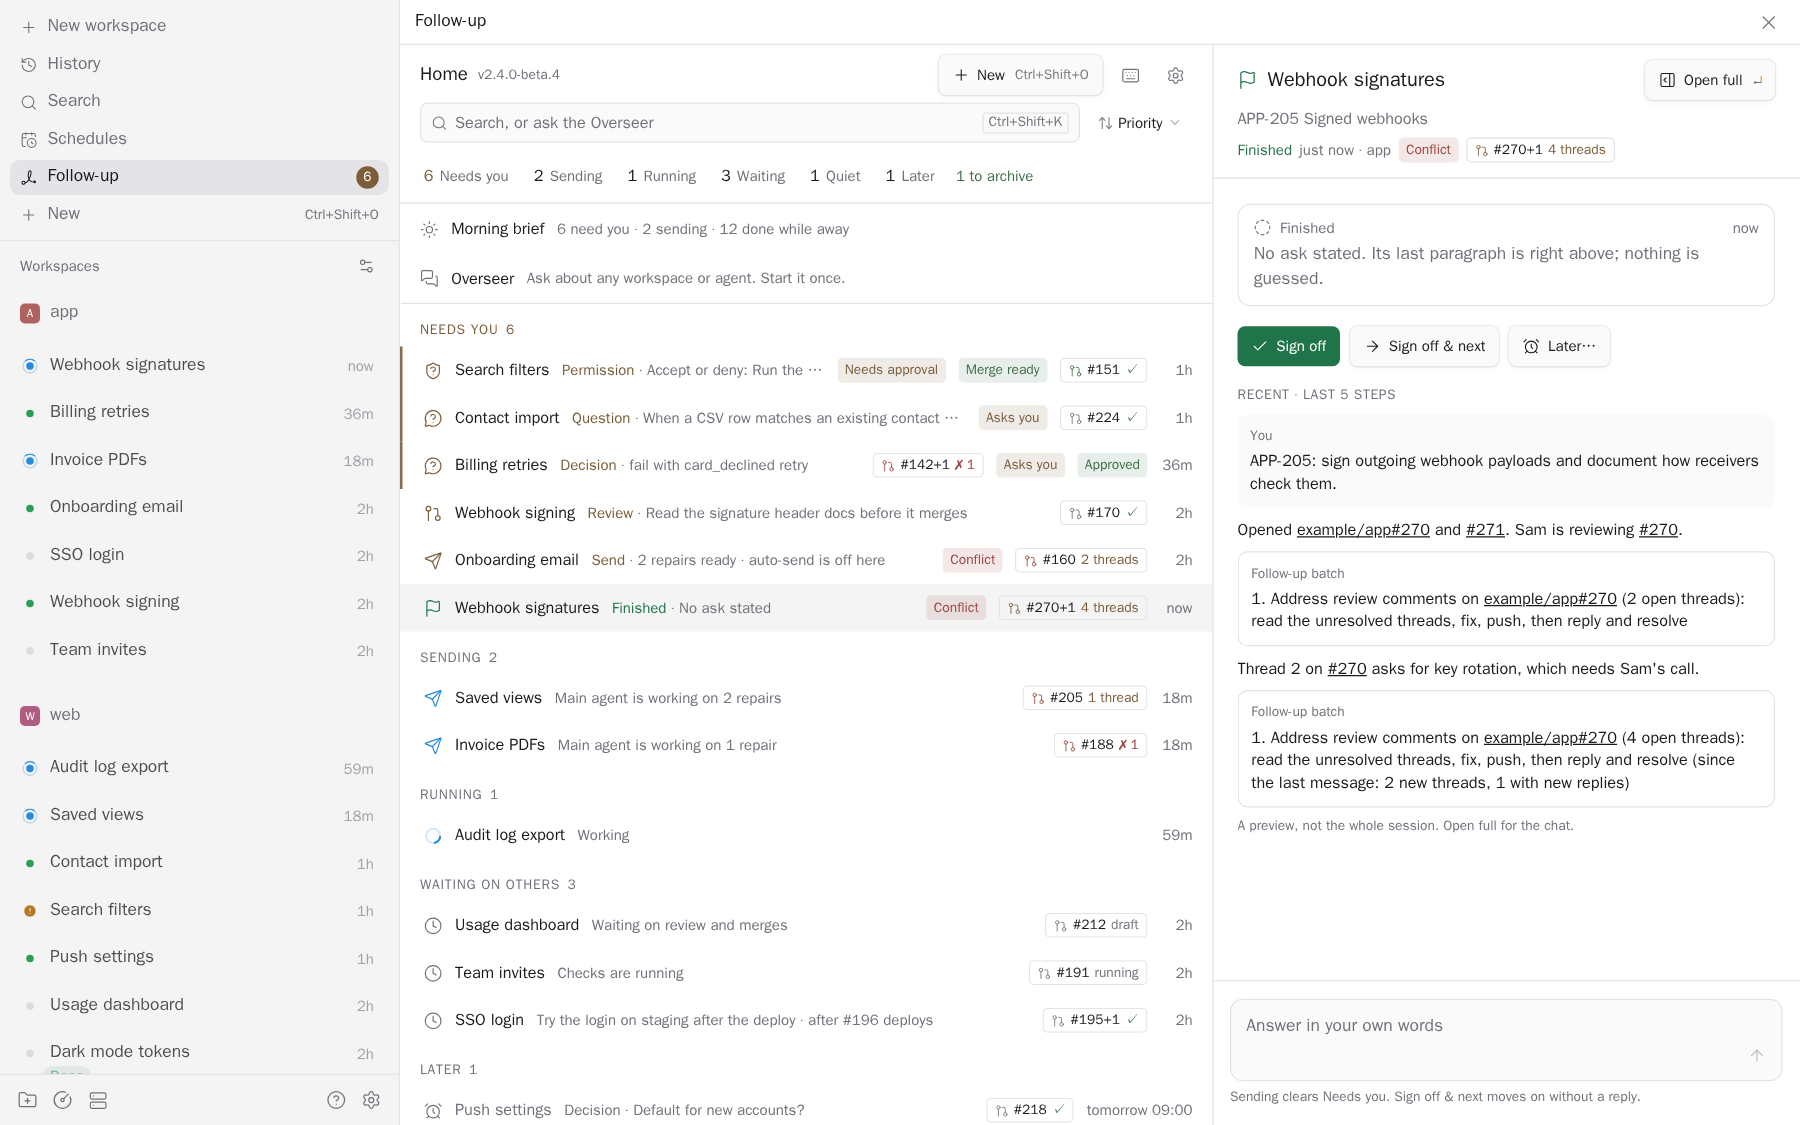 New workspace
History
Search
Schedules
Follow-up 6
New Ctrl+Shift+O
Workspaces
A app
Webhook signatures now
Billing retries 36m
Invoice PDFs 18m
Onboarding email 2h
SSO login 2h
Webhook signing 2h
Team invites 2h
W web
Audit log export 59m
Saved views 18m
Contact import 1h
Search filters 1h
Push settings 1h
Usage dashboard 2h
Dark mode tokens 2h
Follow-up
Home v2.4.0-beta.4
New Ctrl+Shift+O
Search, or ask the Overseer Ctrl+Shift+K
Priority
6 Needs you 2 Sending 1 Running 3 Waiting 1 Quiet 1 Later 1 to archive
Morning brief 6 need you · 2 sending · 12 done while away
Overseer Ask about any workspace or agent. Start it once.
NEEDS YOU 6
Search filters Permission · Accept or deny: Run the ··· Needs approval Merge ready #151 ✓ 1h
Contact import Question · When a CSV row matches an existing contact ··· Asks you #224 ✓ 1h
Billing retries Decision · fail with card_declined retry #142+1 ✗ 1 Asks you Approved 36m
Webhook signing Review · Read the signature header docs before it merges #170 ✓ 2h
Onboarding email Send · 2 repairs ready · auto-send is off here Conflict #160 2 threads 2h
Webhook signatures Finished · No ask stated Conflict #270+1 4 threads now
SENDING 2
Saved views Main agent is working on 2 repairs #205 1 thread 18m
Invoice PDFs Main agent is working on 1 repair #188 ✗ 1 18m
RUNNING 1
Audit log export Working 59m
WAITING ON OTHERS 3
Usage dashboard Waiting on review and merges #212 draft 2h
Team invites Checks are running #191 running 2h
SSO login Try the login on staging after the deploy · after #196 deploys #195+1 ✓ 2h
LATER 1
Push settings Decision · Default for new accounts? #218 ✓ tomorrow 09:00
Webhook signatures
Open full
APP-205 Signed webhooks
Finished just now · app Conflict #270+1 4 threads
Finished now
No ask stated. Its last paragraph is right above; nothing is
guessed.
Sign off
Sign off & next
Later···
RECENT · LAST 5 STEPS
You
APP-205: sign outgoing webhook payloads and document how receivers
check them.
Opened example/app#270 and #271. Sam is reviewing #270.
Follow-up batch
1. Address review comments on example/app#270 (2 open threads):
read the unresolved threads, fix, push, then reply and resolve
Thread 2 on #270 asks for key rotation, which needs Sam's call.
Follow-up batch
1. Address review comments on example/app#270 (4 open threads):
read the unresolved threads, fix, push, then reply and resolve (since
the last message: 2 new threads, 1 with new replies)
A preview, not the whole session. Open full for the chat.
Answer in your own words
Sending clears Needs you. Sign off & next moves on without a reply.